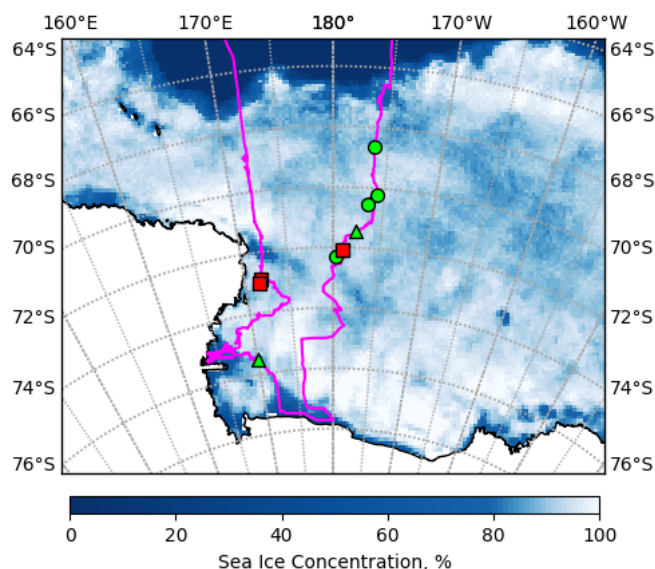 160°E 170°E 180° 170°W 160°W
64°S 64°S
66°S 66°S
68°S 68°S
70°S 70°S
72°S 72°S
74°S 74°S
76°S 76°S
0 20 40 60 80 100
Sea Ice Concentration, %